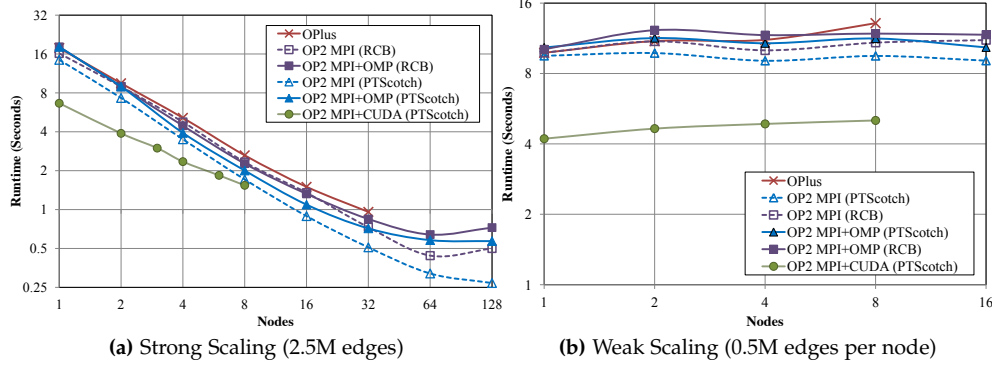 32
16
8
4
2
1
0.5
0.25
Runtime (Seconds)
OPlus
OP2 MPI (RCB)
OP2 MPI+OMP (RCB)
OP2 MPI (PTScotch)
OP2 MPI+OMP (PTScotch)
OP2 MPI+CUDA (PTScotch)
1 2 4 8 16 32 64 128
Nodes
(a) Strong Scaling (2.5M edges)
16
8
4
2
1
Runtime (Seconds)
OPlus
OP2 MPI (PTScotch)
OP2 MPI (RCB)
OP2 MPI+OMP (PTScotch)
OP2 MPI+OMP (RCB)
OP2 MPI+CUDA (PTScotch)
1 2 4 8 16
Nodes
(b) Weak Scaling (0.5M edges per node)